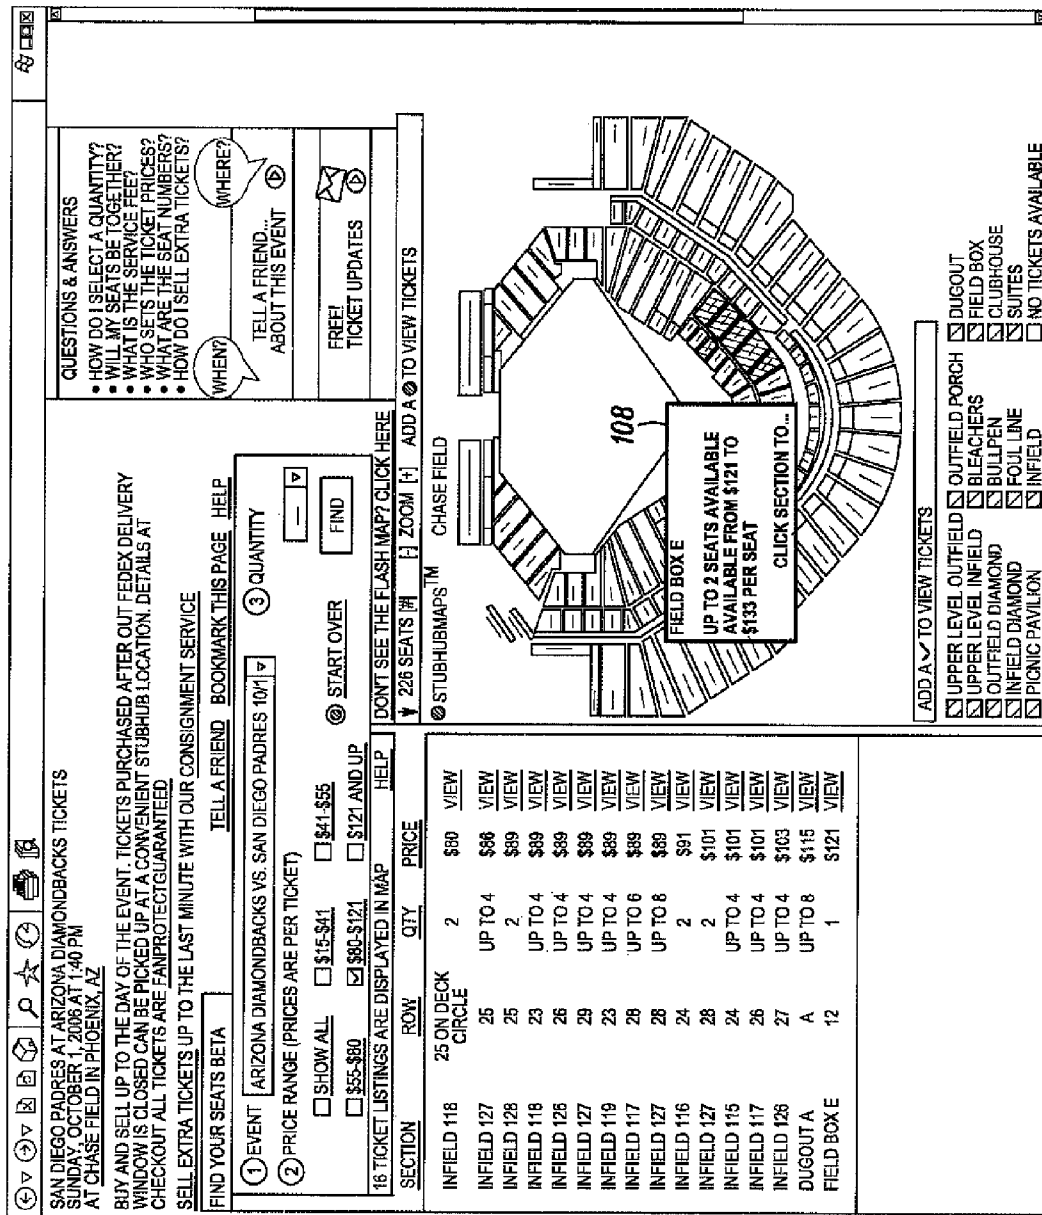 SAN DIEGO PADRES AT ARIZONA DIAMONDBACKS TICKETS
SUNDAY, OCTOBER 1, 2006 AT 1:40 PM
AT CHASE FIELD IN PHOENIX, AZ
BUY AND SELL UP TO THE DAY OF THE EVENT. TICKETS PURCHASED AFTER OUT FEDEX DELIVERY
WINDOW IS CLOSED CAN BE PICKED UP AT A CONVENIENT STUBHUB LOCATION. DETAILS AT
CHECKOUT ALL TICKETS ARE FANPROTECTGUARANTEED
SELL EXTRA TICKETS UP TO THE LAST MINUTE WITH OUR CONSIGNMENT SERVICE
QUESTIONS & ANSWERS
• HOW DO I SELECT A QUANTITY?
• WILL MY SEATS BE TOGETHER?
• WHAT IS THE SERVICE FEE?
• WHO SETS THE TICKET PRICES?
• WHAT ARE THE SEAT NUMBERS?
• HOW DO I SELL EXTRA TICKETS?
WHEN? WHERE?
TELL A FRIEND...
ABOUT THIS EVENT
FREE!
TICKET UPDATES
FIND YOUR SEATS BETA TELL A FRIEND BOOKMARK THIS PAGE HELP
1 EVENT ARIZONA DIAMONDBACKS VS. SAN DIEGO PADRES 10/1 3 QUANTITY
2 PRICE RANGE (PRICES ARE PER TICKET)
SHOW ALL $15-$41 $41-$55
$55-$80 $80-$121 $121 AND UP
@ START OVER FIND
16 TICKET LISTINGS ARE DISPLAYED IN MAP HELP
SECTION ROW QTY PRICE
INFIELD 118 25 ON DECK CIRCLE 2 $80 VIEW
INFIELD 127 25 UP TO 4 $86 VIEW
INFIELD 128 25 2 $89 VIEW
INFIELD 118 23 UP TO 4 $89 VIEW
INFIELD 126 26 UP TO 4 $89 VIEW
INFIELD 127 29 UP TO 4 $89 VIEW
INFIELD 119 23 UP TO 4 $89 VIEW
INFIELD 117 28 UP TO 6 $89 VIEW
INFIELD 127 28 UP TO 8 $89 VIEW
INFIELD 116 24 2 $91 VIEW
INFIELD 127 28 2 $101 VIEW
INFIELD 115 24 UP TO 4 $101 VIEW
INFIELD 117 26 UP TO 4 $101 VIEW
INFIELD 126 27 UP TO 4 $103 VIEW
DUGOUT A A UP TO 8 $115 VIEW
FIELD BOX E 12 1 $121 VIEW
DON'T SEE THE FLASH MAP? CLICK HERE
226 SEATS [-] ZOOM [+] ADD A TO VIEW TICKETS
STUBHUBMAPS™ CHASE FIELD
108
FIELD BOX E
UP TO 2 SEATS AVAILABLE
AVAILABLE FROM $121 TO
$133 PER SEAT
CLICK SECTION TO...
ADD A ✓ TO VIEW TICKETS
UPPER LEVEL OUTFIELD OUTFIELD PORCH DUGOUT
UPPER LEVEL INFIELD BLEACHERS FIELD BOX
OUTFIELD DIAMOND BULLPEN CLUBHOUSE
INFIELD DIAMOND FOUL LINE SUITES
PICNIC PAVILION INFIELD NO TICKETS AVAILABLE